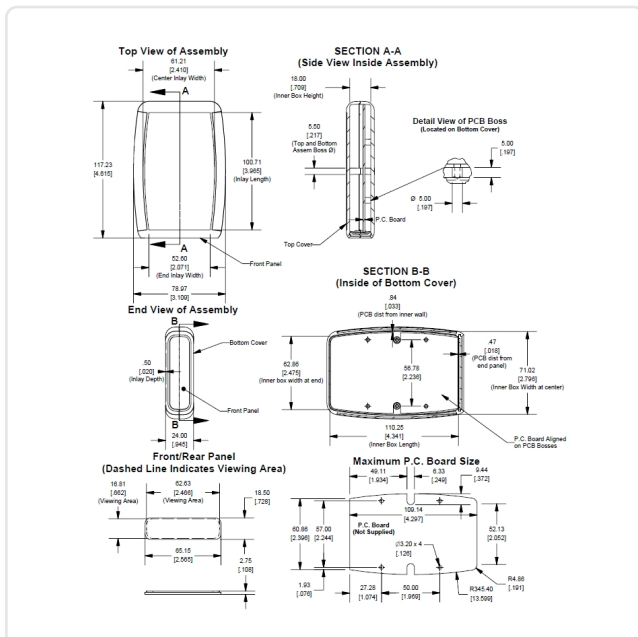 Top View of Assembly
61.21
[2.410]
(Center Inlay Width)
A
117.23
[4.615]
100.71
[3.965]
(Inlay Length)
A
52.60
[2.071]
(End Inlay Width)
Front Panel
78.97
[3.109]
SECTION A-A
(Side View Inside Assembly)
18.00
[.709]
(Inner Box Height)
5.50
[.217]
(Top and Bottom
Assem Boss Ø)
Top Cover
P.C. Board
Detail View of PCB Boss
(Located on Bottom Cover)
5.00
[.197]
Ø 5.00
[.197]
End View of Assembly
B
Bottom Cover
.50
[.020]
(Inlay Depth)
Front Panel
B
24.00
[.945]
SECTION B-B
(Inside of Bottom Cover)
.84
[.033]
(PCB dist from inner wall)
.47
[.018]
(PCB dist from
end panel)
62.86
[2.475]
(Inner box width at end)
56.78
[2.236]
71.02
[2.796]
(Inner Box Width at center)
110.25
[4.341]
(Inner Box Length)
P.C. Board Aligned
on PCB Bosses
Front/Rear Panel
(Dashed Line Indicates Viewing Area)
16.81
[.662]
(Viewing Area)
62.63
[2.466]
(Viewing Area)
18.50
[.728]
65.15
[2.565]
2.75
[.108]
Maximum P.C. Board Size
49.11
[1.934]
6.33
[.249]
9.44
[.372]
109.14
[4.297]
60.86
[2.396]
57.00
[2.244]
P.C. Board
(Not Supplied)
Ø3.20 x 4
[.126]
52.13
[2.052]
1.93
[.076]
27.28
[1.074]
50.00
[1.969]
R345.40
[13.599]
R4.86
[.191]